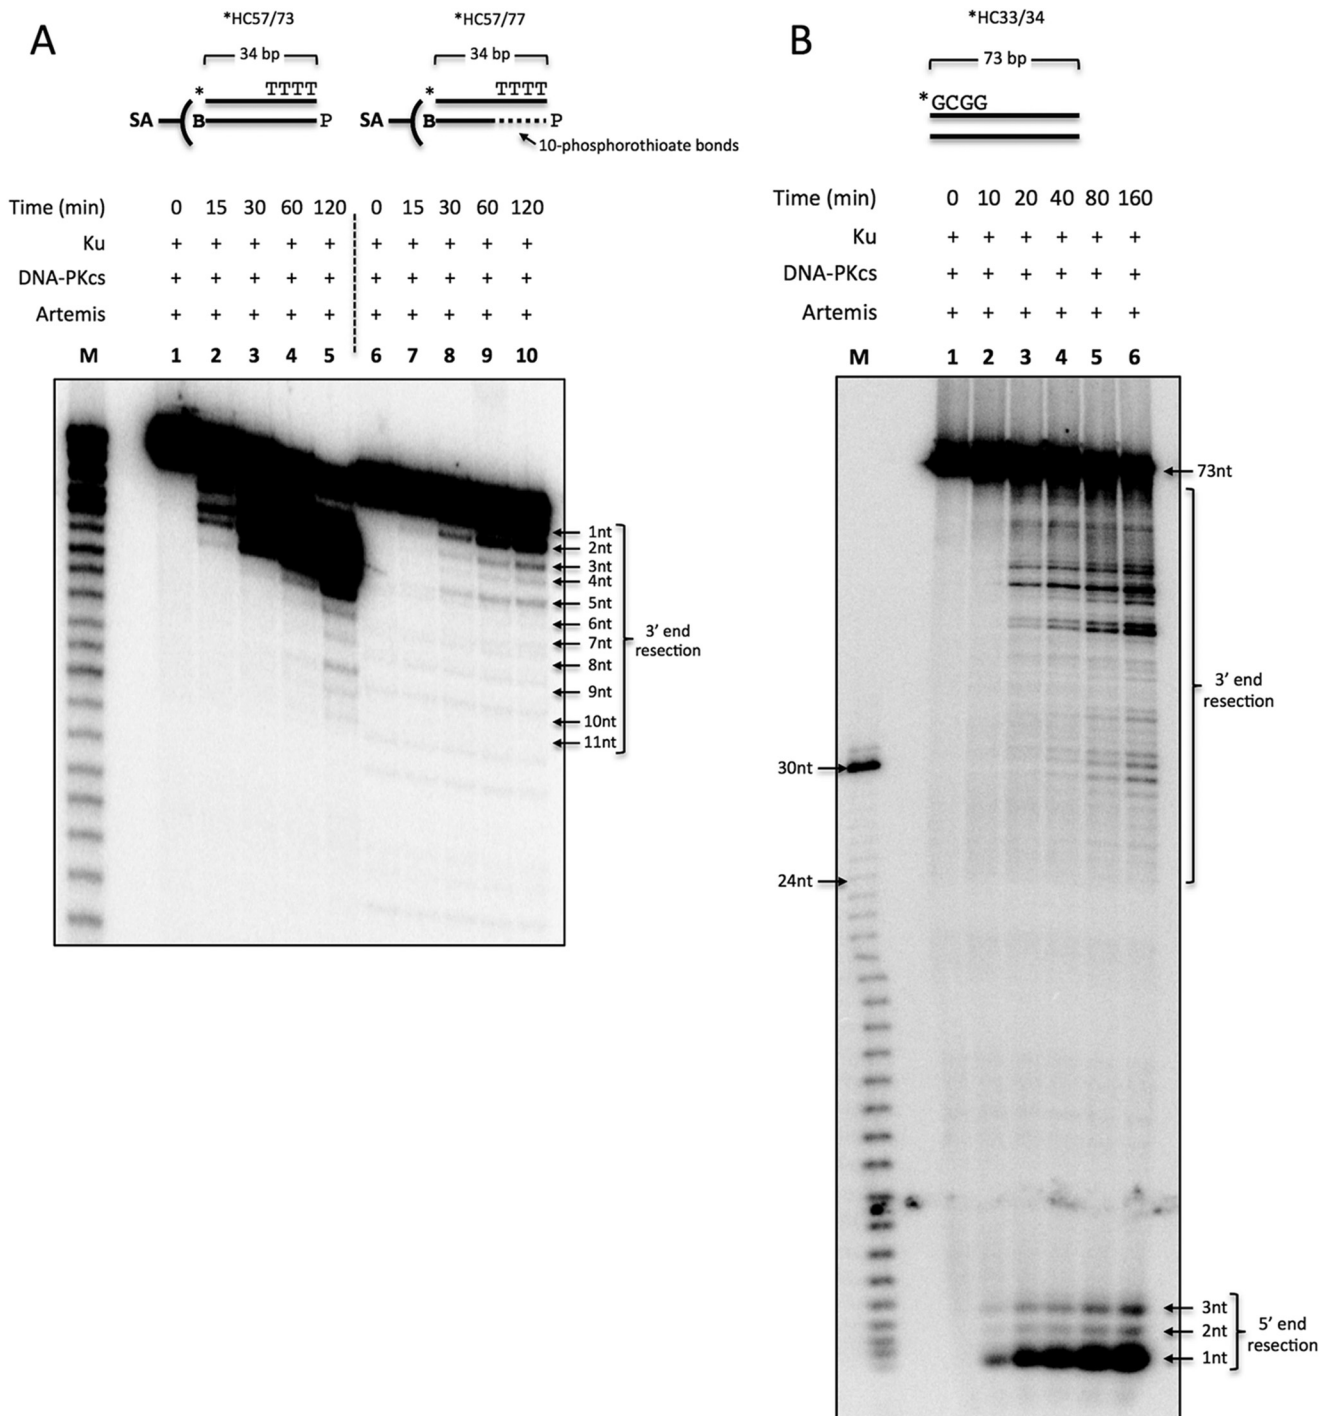 A
*HC57/73
34 bp
*
TTTT
SA
B
P
*HC57/77
34 bp
*
TTTT
SA
B
P
10-phosphorothioate bonds
Time (min) 0 15 30 60 120 0 15 30 60 120
Ku + + + + + + + + + +
DNA-PKcs + + + + + + + + + +
Artemis + + + + + + + + + +
M 1 2 3 4 5 6 7 8 9 10
1nt
2nt
3nt
4nt
5nt
6nt
7nt
8nt
9nt
10nt
11nt
3' end
resection
B
*HC33/34
73 bp
*GCGG
Time (min) 0 10 20 40 80 160
Ku + + + + + +
DNA-PKcs + + + + + +
Artemis + + + + + +
M 1 2 3 4 5 6
73nt
3' end
resection
30nt
24nt
3nt
2nt
1nt
5' end
resection